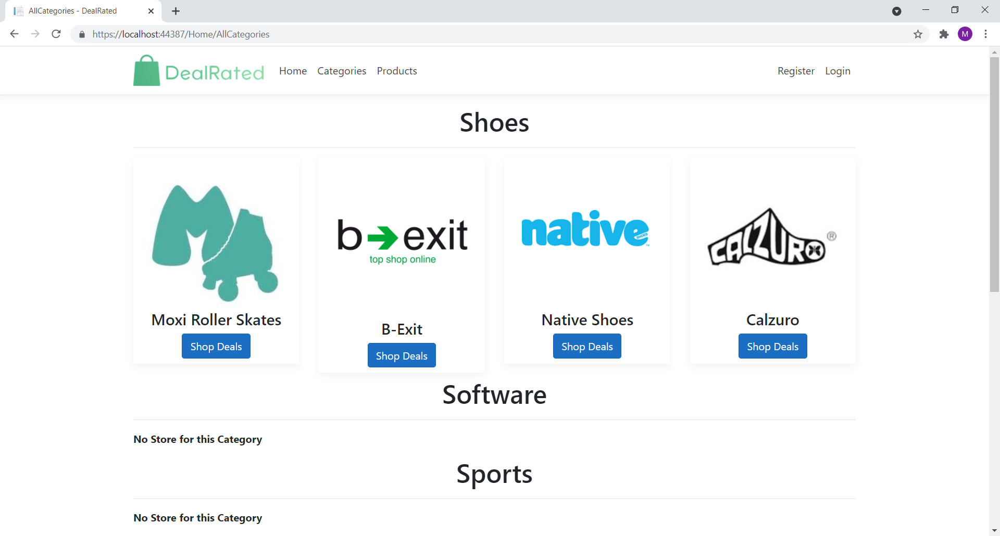 AllCategories - DealRated
https://localhost:44387/Home/AllCategories
M
DealRated
Home
Categories
Products
Register
Login
Shoes
b exit
top shop online
native
SHOES
TM
CALZURO
®
Moxi Roller Skates
Shop Deals
B-Exit
Shop Deals
Native Shoes
Shop Deals
Calzuro
Shop Deals
Software
No Store for this Category
Sports
No Store for this Category